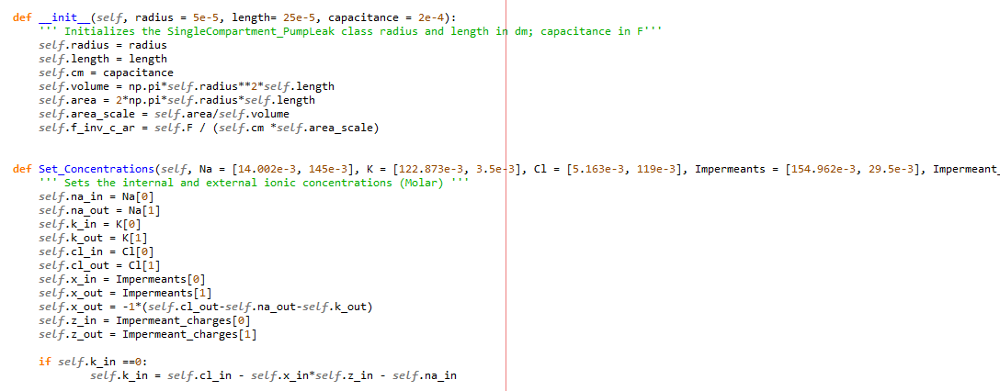 def __init__(self, radius = 5e-5, length= 25e-5, capacitance = 2e-4):
    ''' Initializes the SingleCompartment_PumpLeak class radius and length in dm; capacitance in F'''
    self.radius = radius
    self.length = length
    self.cm = capacitance
    self.volume = np.pi*self.radius**2*self.length
    self.area = 2*np.pi*self.radius*self.length
    self.area_scale = self.area/self.volume
    self.f_inv_c_ar = self.F / (self.cm *self.area_scale)
def Set_Concentrations(self, Na = [14.002e-3, 145e-3], K = [122.873e-3, 3.5e-3], Cl = [5.163e-3, 119e-3], Impermeants = [154.962e-3, 29.5e-3], Impermeant_
    ''' Sets the internal and external ionic concentrations (Molar) '''
    self.na_in = Na[0]
    self.na_out = Na[1]
    self.k_in = K[0]
    self.k_out = K[1]
    self.cl_in = Cl[0]
    self.cl_out = Cl[1]
    self.x_in = Impermeants[0]
    self.x_out = Impermeants[1]
    self.x_out = -1*(self.cl_out-self.na_out-self.k_out)
    self.z_in = Impermeant_charges[0]
    self.z_out = Impermeant_charges[1]
    if self.k_in ==0:
            self.k_in = self.cl_in - self.x_in*self.z_in - self.na_in